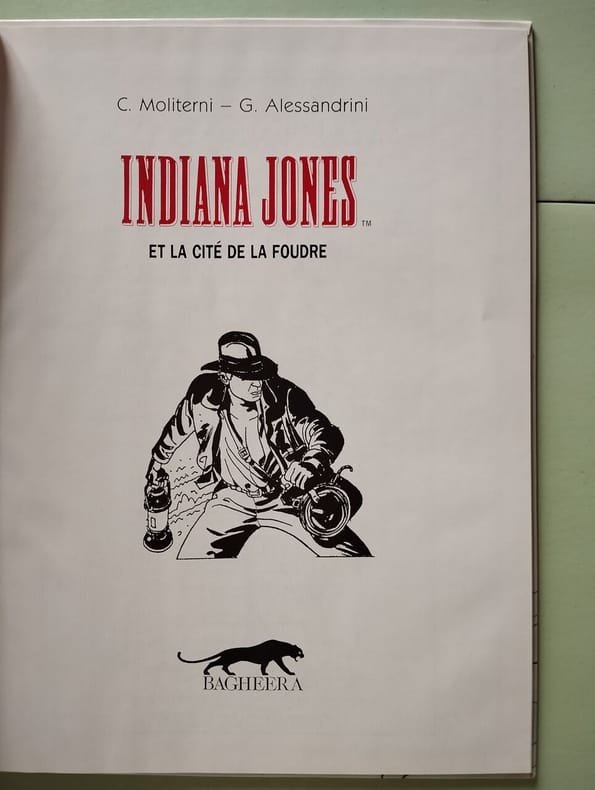 C. Moliterni – G. Alessandrini
INDIANA JONES™
ET LA CITÉ DE LA FOUDRE
BAGHEERA